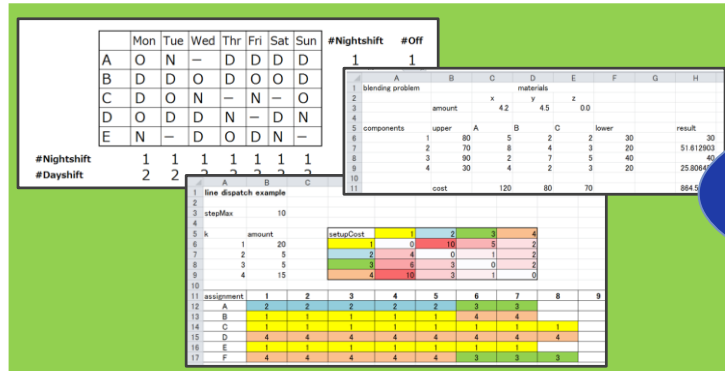 Mon Tue Wed Thr Fri Sat Sun #Nightshift #Off
A O N – D D D D 1 1
B D D O D O O D
C D O N – N – O
D O D D N – D N
E N – D O D N –
#Nightshift 1 1 1 1 1 1 1
#Dayshift 2 2 2 2 2 2 2
A B C D E F G H
1 blending problem materials
2 x y z
3 amount 4.2 4.5 0.0
4
5 components upper A B C lower result
6 1 80 5 2 2 30 30
7 2 70 8 4 3 20 51.612903
8 3 90 2 7 5 40 40
9 4 30 4 2 3 20
10
11 cost 120 80 70
A B C
1 line dispatch example
2
3 stepMax 10
4
5 k amount setupCost 1 2 3 4
6 1 20 1 0 10 5 2
7 2 5 2 4 0 1 2
8 3 5 3 6 3 0 2
9 4 15 4 10 3 1 0
10
11 assignment 1 2 3 4 5 6 7 8 9
12 A 2 2 2 2 2 3 3
13 B 1 1 1 1 1 4 4
14 C 1 1 1 1 1 1 1 1
15 D 4 4 4 4 4 4 4 4
16 E 1 1 1 1 1 1 1
17 F 4 4 4 4 4 3 3 3